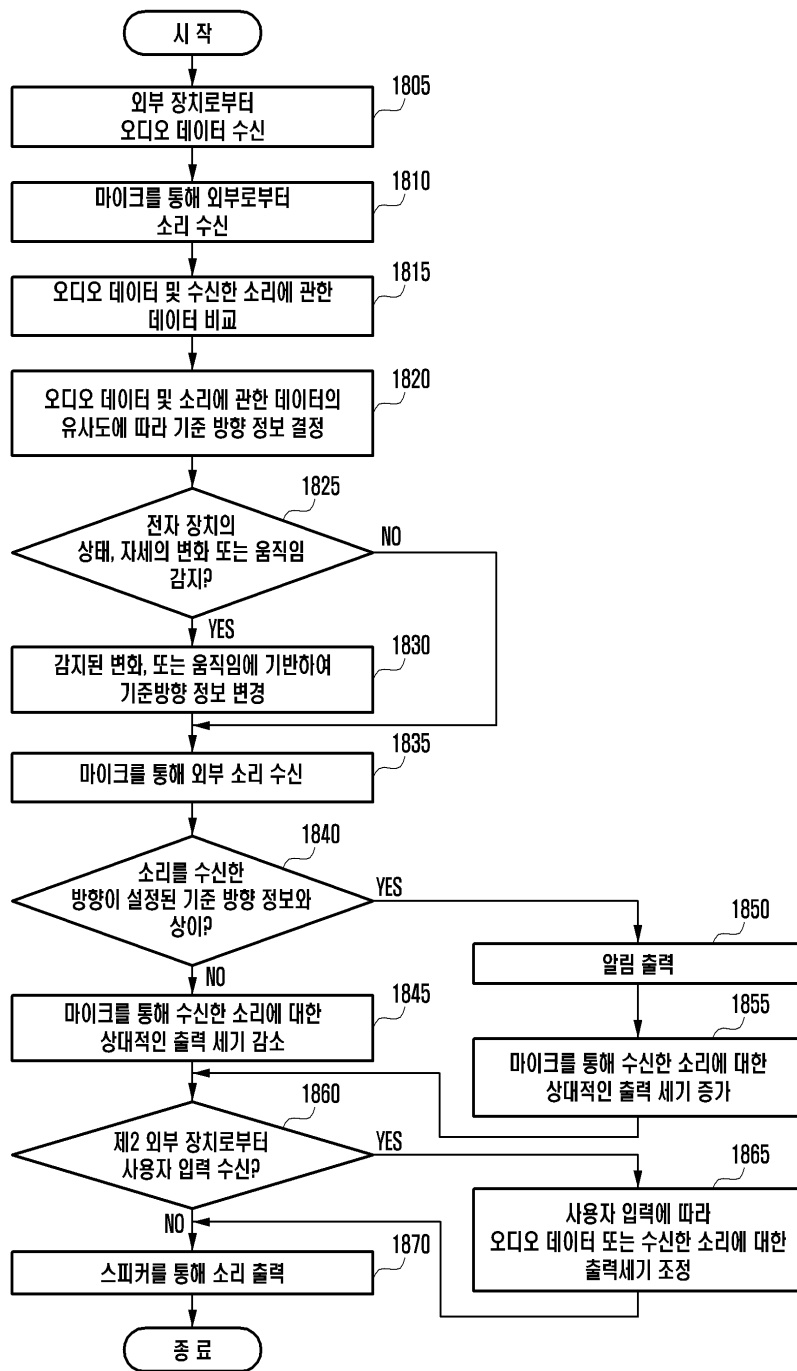 시 작
1805
외부 장치로부터
오디오 데이터 수신
1810
마이크를 통해 외부로부터
소리 수신
1815
오디오 데이터 및 수신한 소리에 관한
데이터 비교
1820
오디오 데이터 및 소리에 관한 데이터의
유사도에 따라 기준 방향 정보 결정
1825
전자 장치의
상태, 자세의 변화 또는 움직임
감지?
NO
YES
1830
감지된 변화, 또는 움직임에 기반하여
기준방향 정보 변경
1835
마이크를 통해 외부 소리 수신
1840
소리를 수신한
방향이 설정된 기준 방향 정보와
상이?
YES
NO
1850
알림 출력
1845
마이크를 통해 수신한 소리에 대한
상대적인 출력 세기 감소
1855
마이크를 통해 수신한 소리에 대한
상대적인 출력 세기 증가
1860
제2 외부 장치로부터
사용자 입력 수신?
YES
NO
1865
사용자 입력에 따라
오디오 데이터 또는 수신한 소리에 대한
출력세기 조정
1870
스피커를 통해 소리 출력
종 료